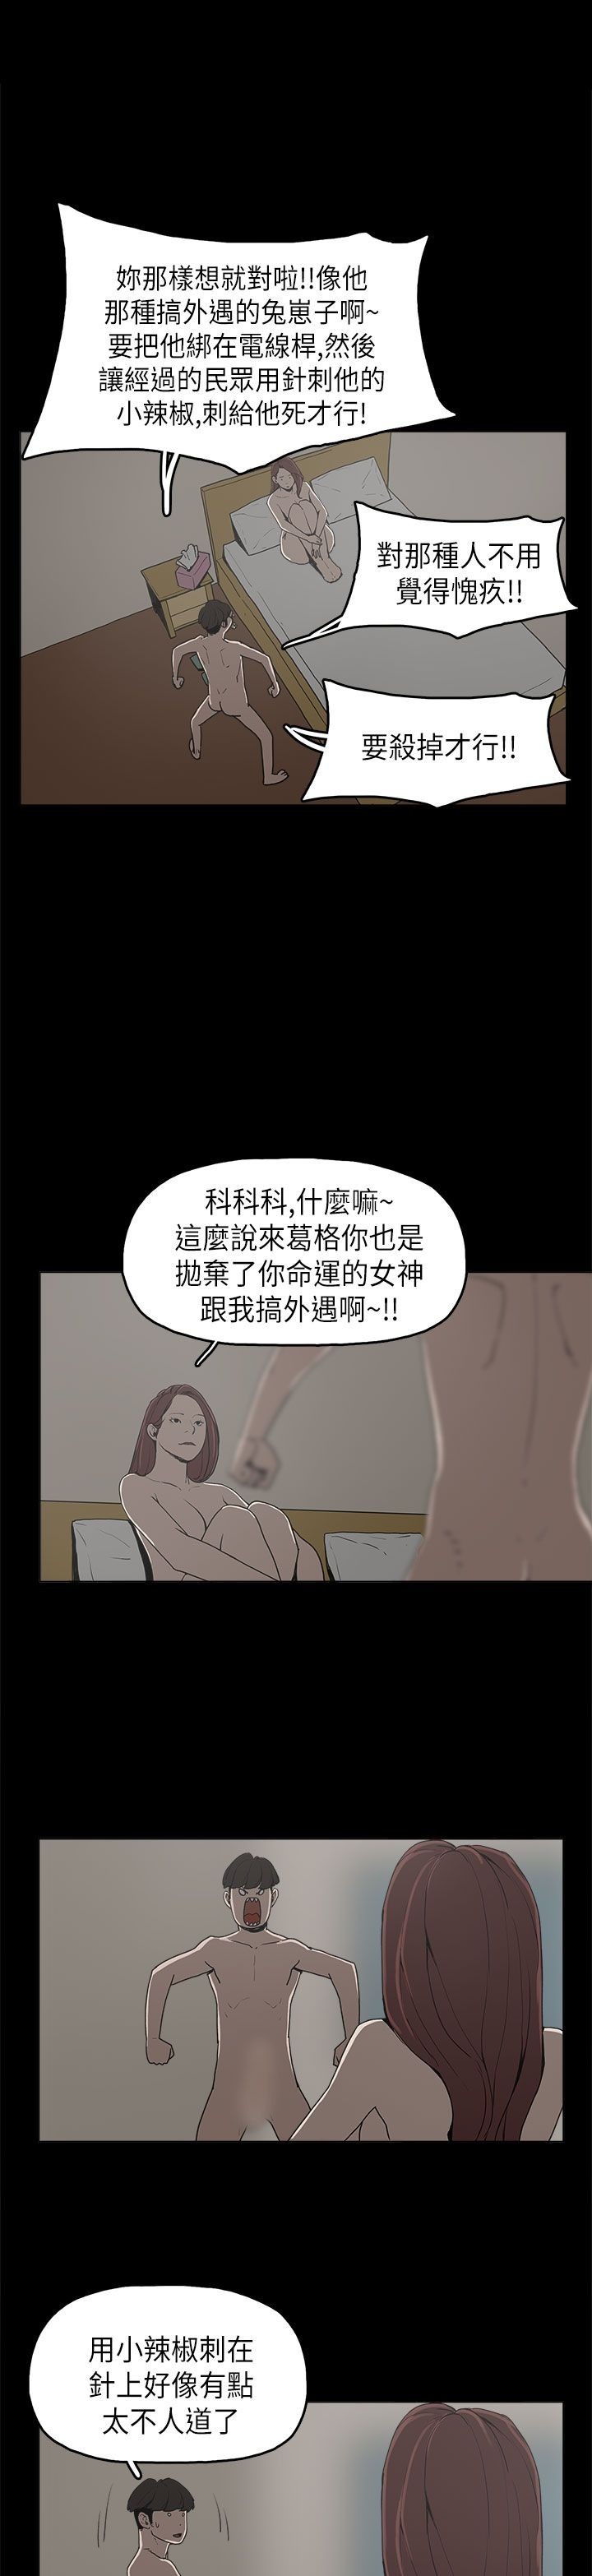 妳那樣想就對啦!!像他
那種搞外遇的兔崽子啊~
要把他綁在電線桿,然後
讓經過的民眾用針刺他的
小辣椒,刺給他死才行!
對那種人不用
覺得愧疚!!
要殺掉才行!!
科科科,什麼嘛~
這麼說來葛格你也是
拋棄了你命運的女神
跟我搞外遇啊~!!
用小辣椒刺在
針上好像有點
太不人道了